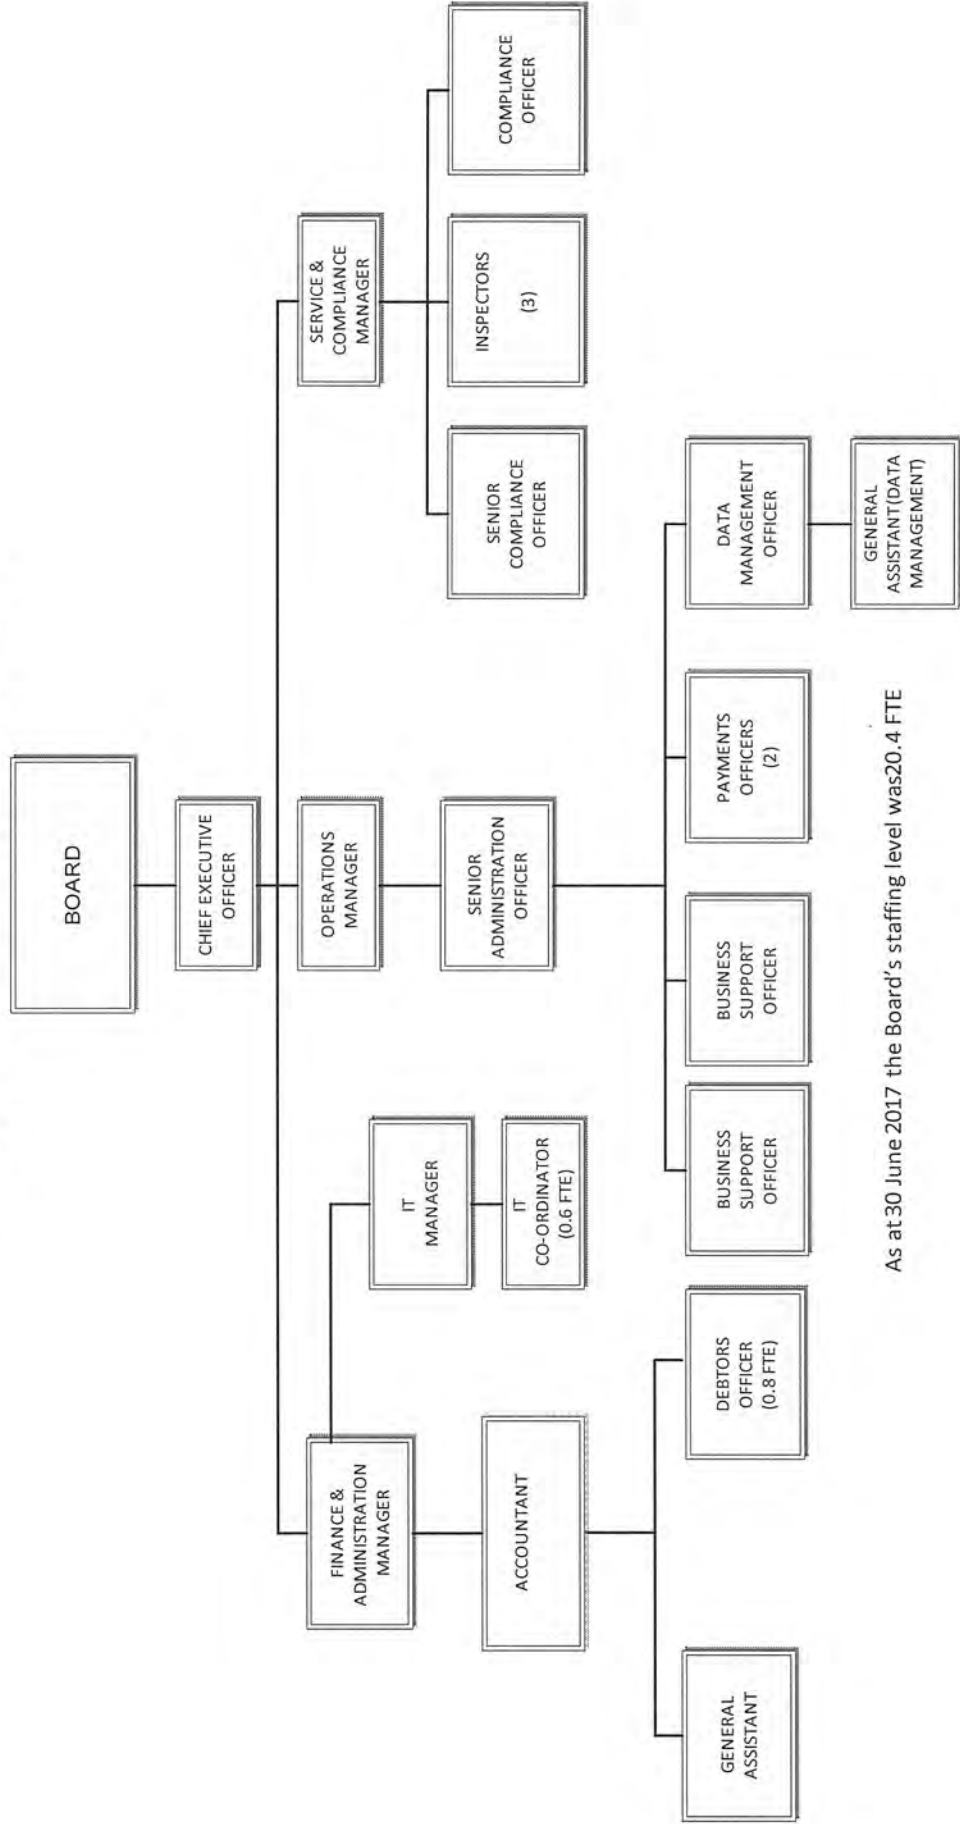 BOARD
CHIEF EXECUTIVE
OFFICER
FINANCE &
ADMINISTRATION
MANAGER
OPERATIONS
MANAGER
SERVICE &
COMPLIANCE
MANAGER
IT
MANAGER
IT
CO-ORDINATOR
(0.6 FTE)
ACCOUNTANT
SENIOR
ADMINISTRATION
OFFICER
SENIOR
COMPLIANCE
OFFICER
INSPECTORS
(3)
COMPLIANCE
OFFICER
GENERAL
ASSISTANT
DEBTORS
OFFICER
(0.8 FTE)
BUSINESS
SUPPORT
OFFICER
BUSINESS
SUPPORT
OFFICER
PAYMENTS
OFFICERS
(2)
DATA
MANAGEMENT
OFFICER
GENERAL
ASSISTANT(DATA
MANAGEMENT)
As at 30 June 2017 the Board's staffing level was20.4 FTE